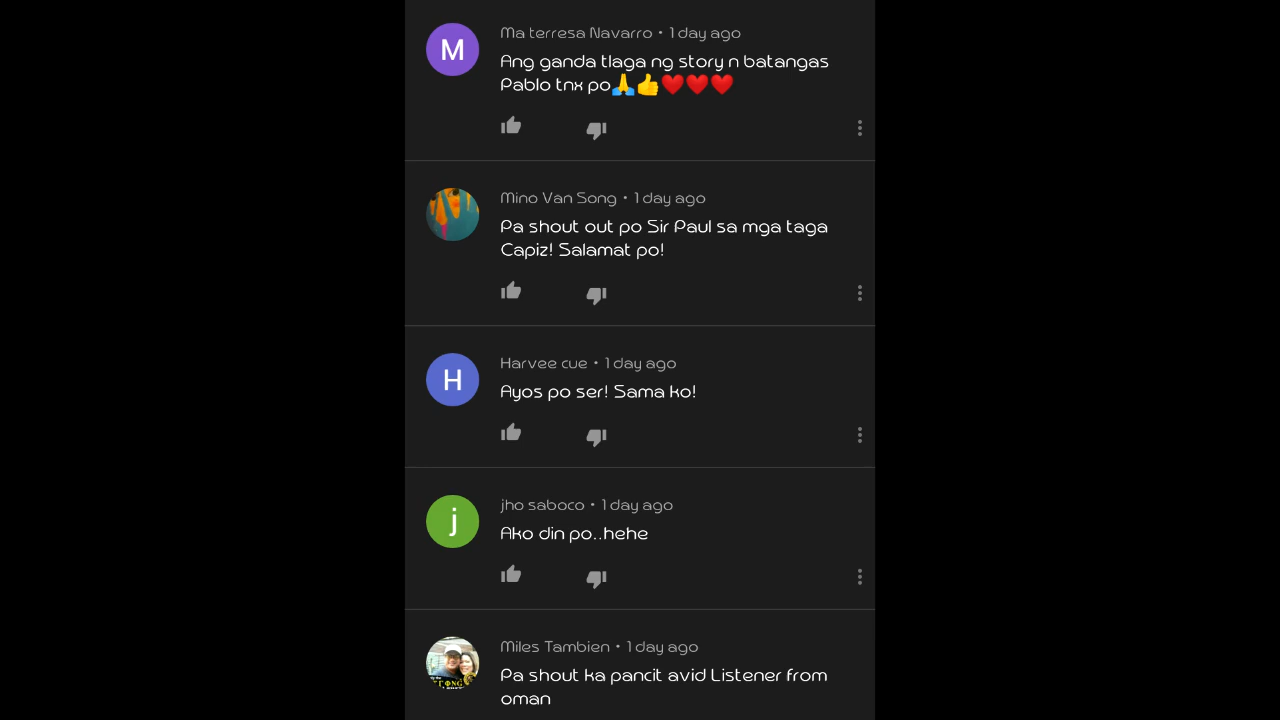 M
Ma terresa Navarro • 1 day ago
Ang ganda tlaga ng story n batangas
Pablo tnx po🙏👍❤️❤️❤️
Mino Van Song • 1 day ago
Pa shout out po Sir Paul sa mga taga
Capiz! Salamat po!
H
Harvee cue • 1 day ago
Ayos po ser! Sama ko!
j
jho saboco • 1 day ago
Ako din po..hehe
Miles Tambien • 1 day ago
Pa shout ka pancit avid Listener from
oman